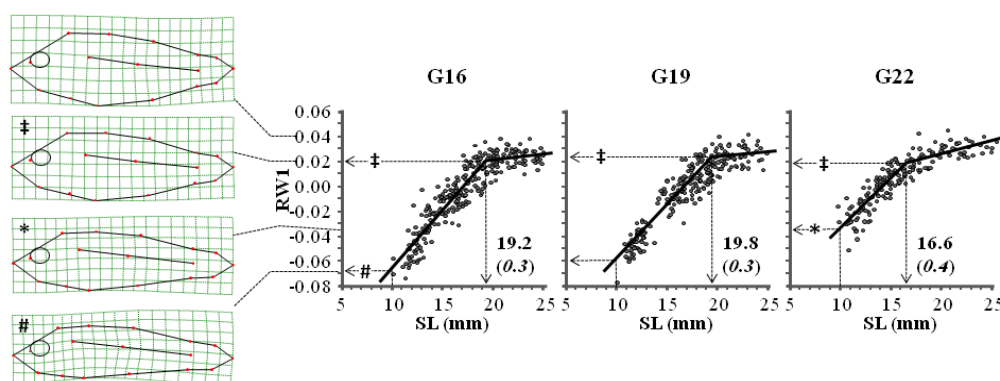 G16 G19 G22
‡
*
#
RW1
0.06
0.04
0.02
0.00
-0.02
-0.04
-0.06
-0.08
‡
#
19.2
(0.3)
5 10 15 20 25
SL (mm)
‡
19.8
(0.3)
5 10 15 20 25
SL (mm)
‡
*
16.6
(0.4)
5 10 15 20 25
SL (mm)